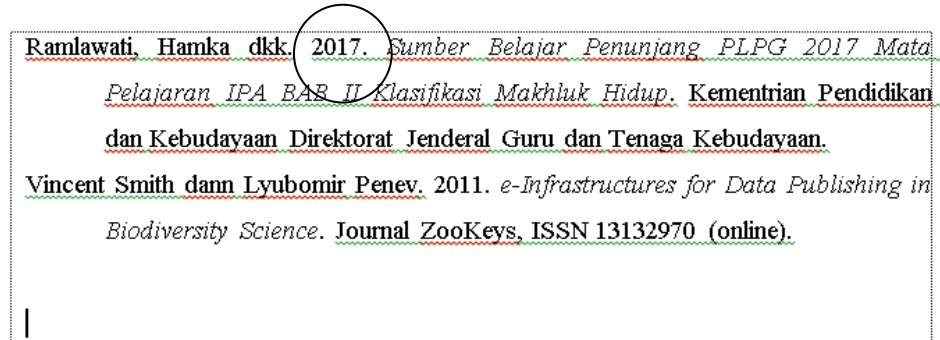 Ramlawati, Hamka dkk. 2017. Sumber Belajar Penunjang PLPG 2017 Mata
Pelajaran IPA BAB II Klasifikasi Makhluk Hidup. Kementrian Pendidikan
dan Kebudayaan Direktorat Jenderal Guru dan Tenaga Kebudayaan.
Vincent Smith dann Lyubomir Penev. 2011. e-Infrastructures for Data Publishing in
Biodiversity Science. Journal ZooKeys, ISSN 13132970 (online).